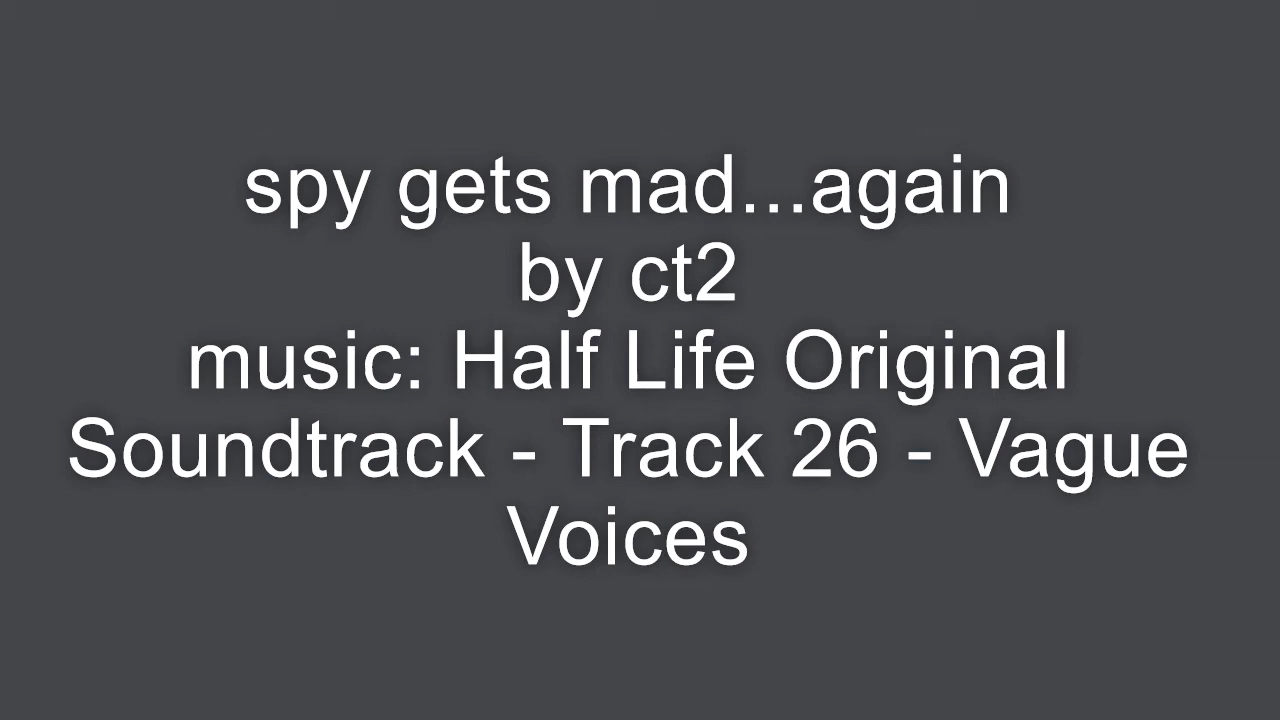 spy gets mad...again
by ct2
music: Half Life Original
Soundtrack - Track 26 - Vague
Voices